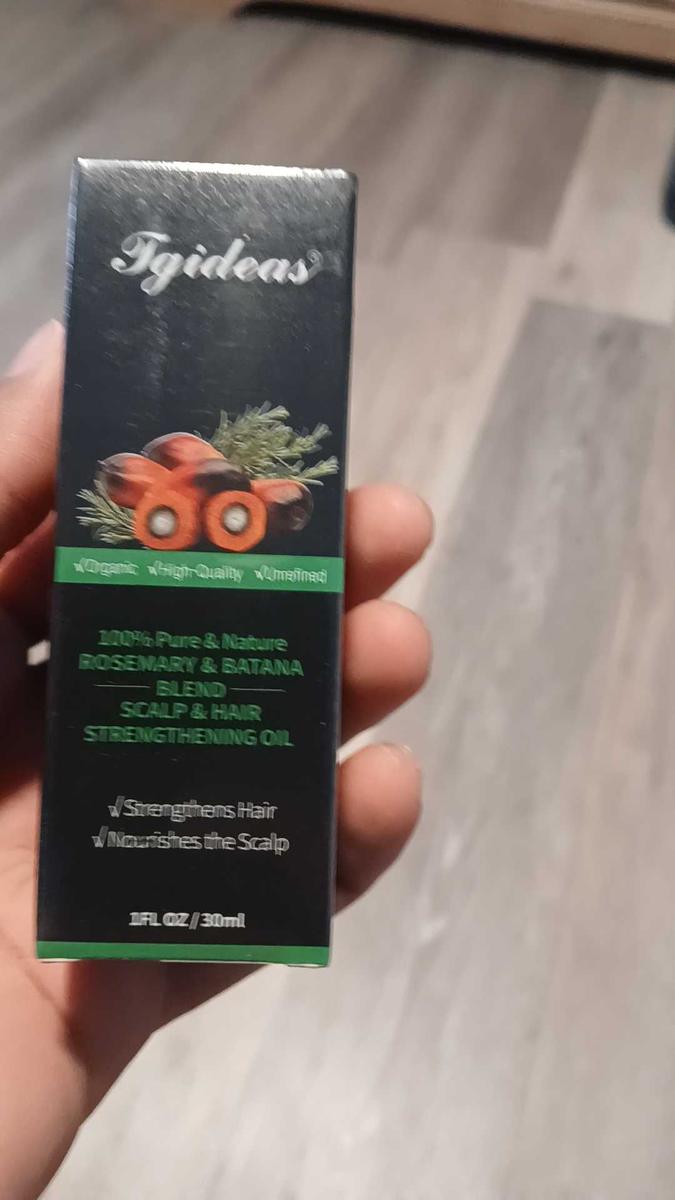 Tgideas
√Organic √High-Quality √Unrefined
100% Pure & Nature
ROSEMARY & BATANA
BLEND
SCALP & HAIR
STRENGTHENING OIL
√Strengthens Hair
√Nourishes the Scalp
1FL OZ / 30ml